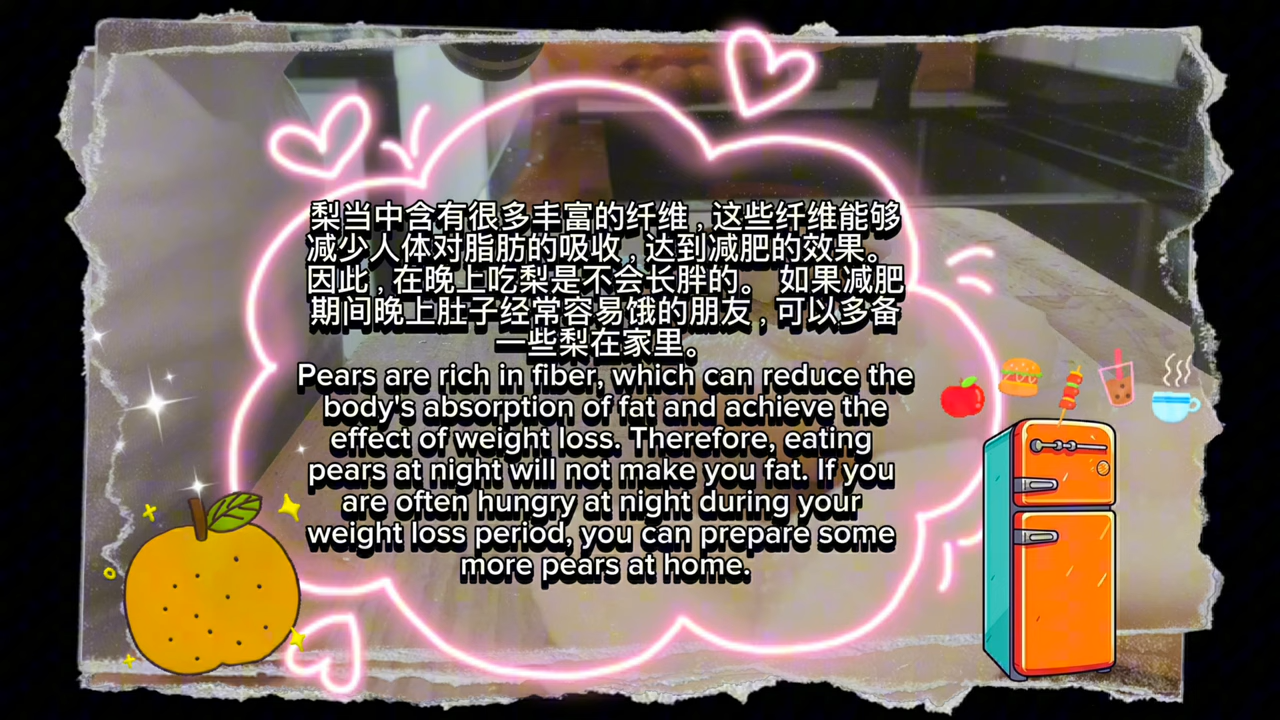 梨当中含有很多丰富的纤维，这些纤维能够
减少人体对脂肪的吸收，达到减肥的效果。
因此，在晚上吃梨是不会长胖的。 如果减肥
期间晚上肚子经常容易饿的朋友，可以多备
一些梨在家里。
Pears are rich in fiber, which can reduce the
body's absorption of fat and achieve the
effect of weight loss. Therefore, eating
pears at night will not make you fat. If you
are often hungry at night during your
weight loss period, you can prepare some
more pears at home.